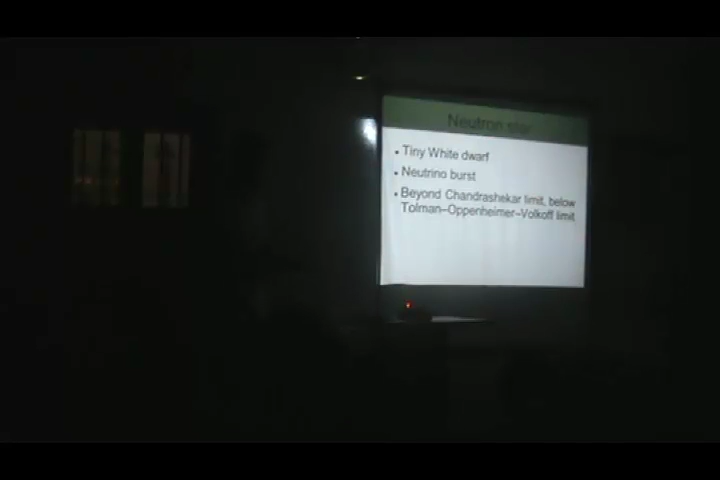 Neutron star
• Tiny White dwarf
• Neutrino burst
• Beyond Chandrashekar limit, below
Tolman–Oppenheimer–Volkoff limit